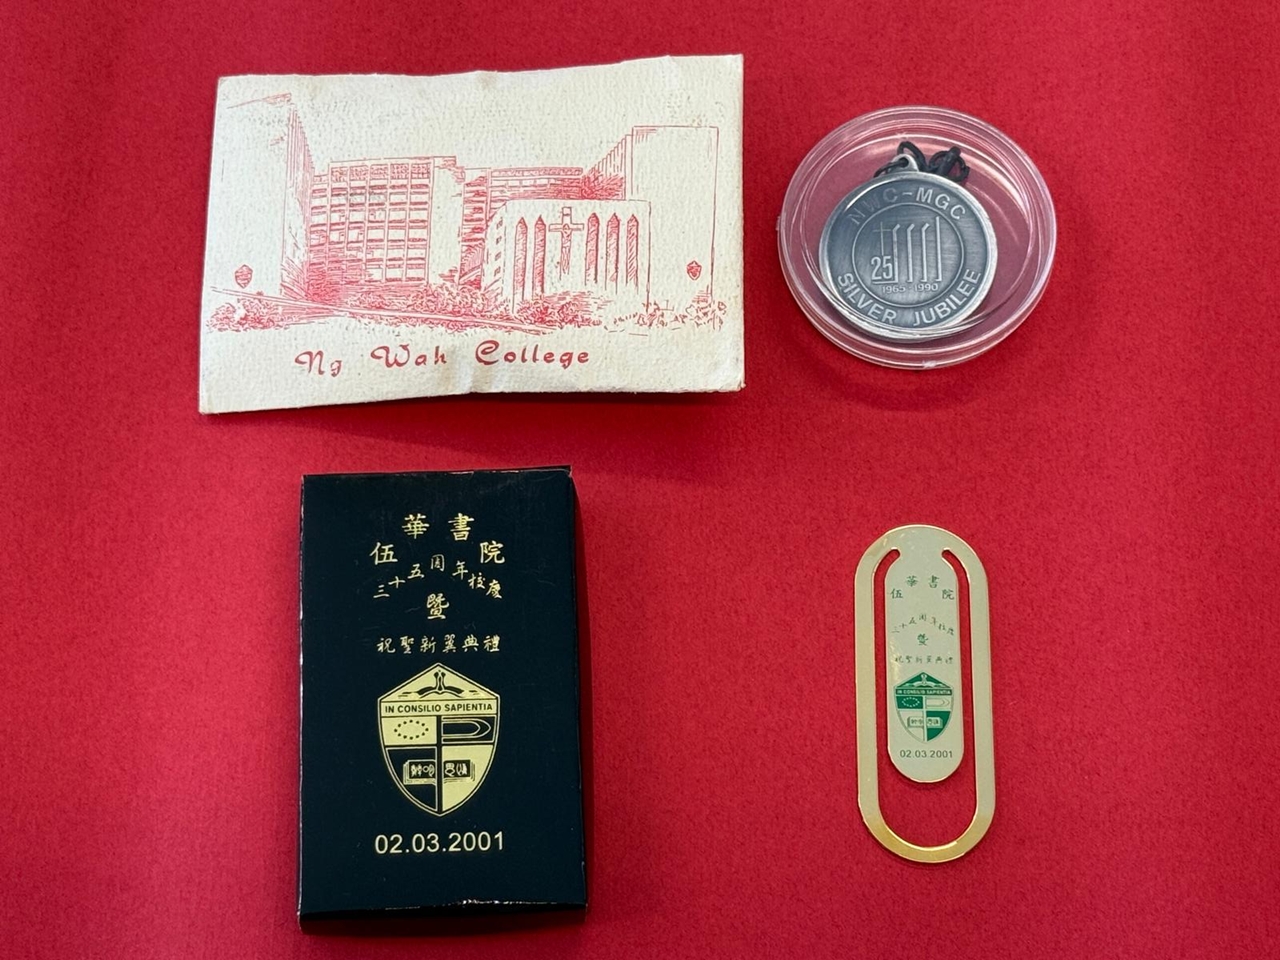 Ng Wah College
NWC-MGC
25
1965-1990
SILVER JUBILEE
伍華書院
三十五周年校慶
暨
祝聖新翼典禮
IN CONSILIO SAPIENTIA
02.03.2001
伍華書院
三十五周年校慶
暨
祝聖新翼典禮
IN CONSILIO SAPIENTIA
02.03.2001